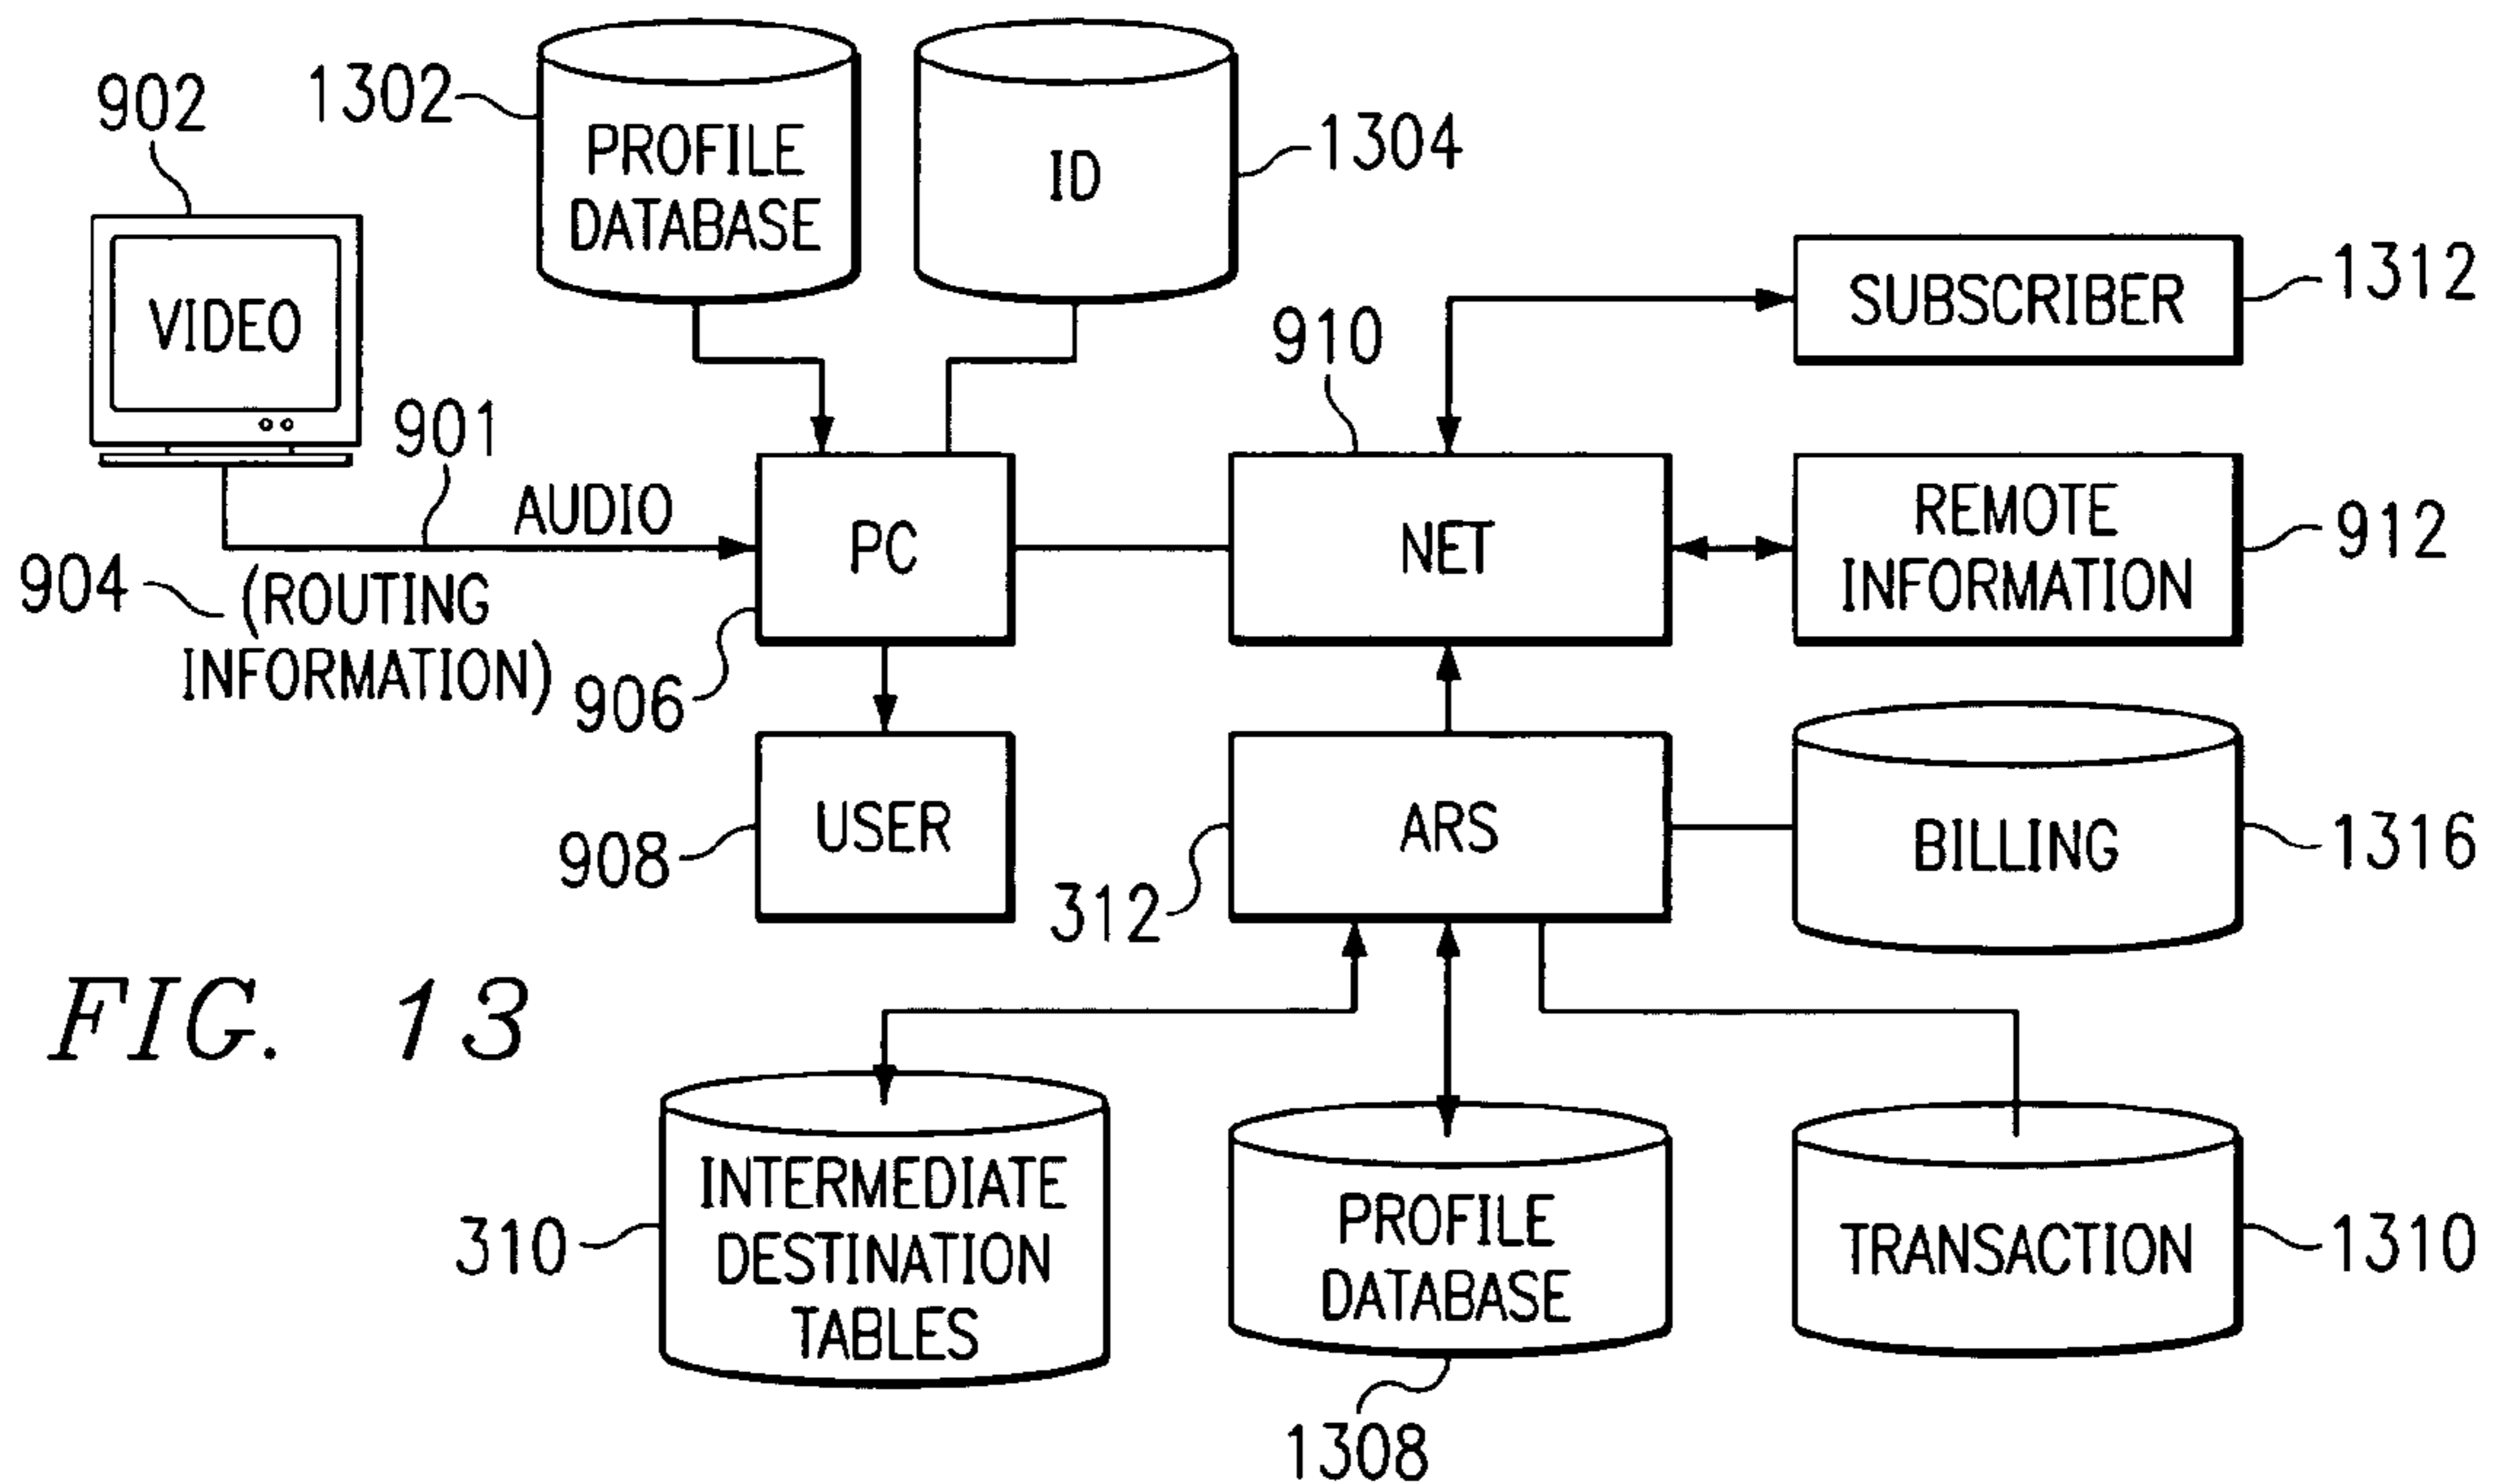 902
1302
PROFILE
DATABASE
ID
1304
VIDEO
SUBSCRIBER
1312
910
901
AUDIO
904
(ROUTING
INFORMATION)
PC
906
NET
REMOTE
INFORMATION
912
USER
908
ARS
312
BILLING
1316
FIG. 13
310
INTERMEDIATE
DESTINATION
TABLES
PROFILE
DATABASE
1308
TRANSACTION
1310